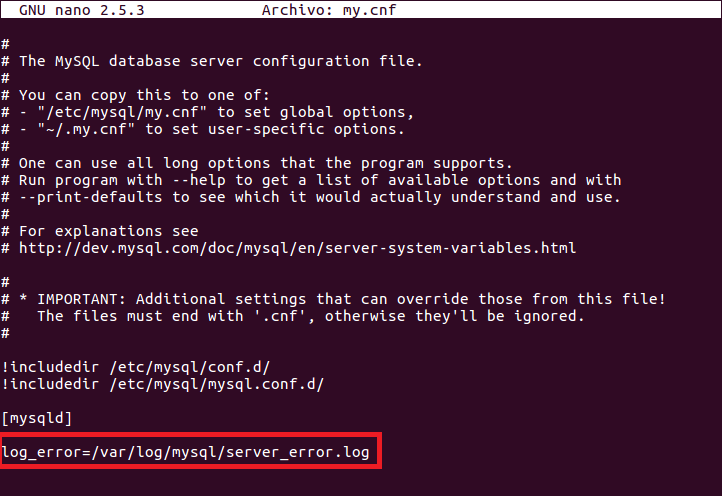 GNU nano 2.5.3 Archivo: my.cnf
#
# The MySQL database server configuration file.
#
# You can copy this to one of:
# - "/etc/mysql/my.cnf" to set global options,
# - "~/.my.cnf" to set user-specific options.
#
# One can use all long options that the program supports.
# Run program with --help to get a list of available options and with
# --print-defaults to see which it would actually understand and use.
#
# For explanations see
# http://dev.mysql.com/doc/mysql/en/server-system-variables.html
#
# * IMPORTANT: Additional settings that can override those from this file!
#   The files must end with '.cnf', otherwise they'll be ignored.
#
!includedir /etc/mysql/conf.d/
!includedir /etc/mysql/mysql.conf.d/
[mysqld]
log_error=/var/log/mysql/server_error.log